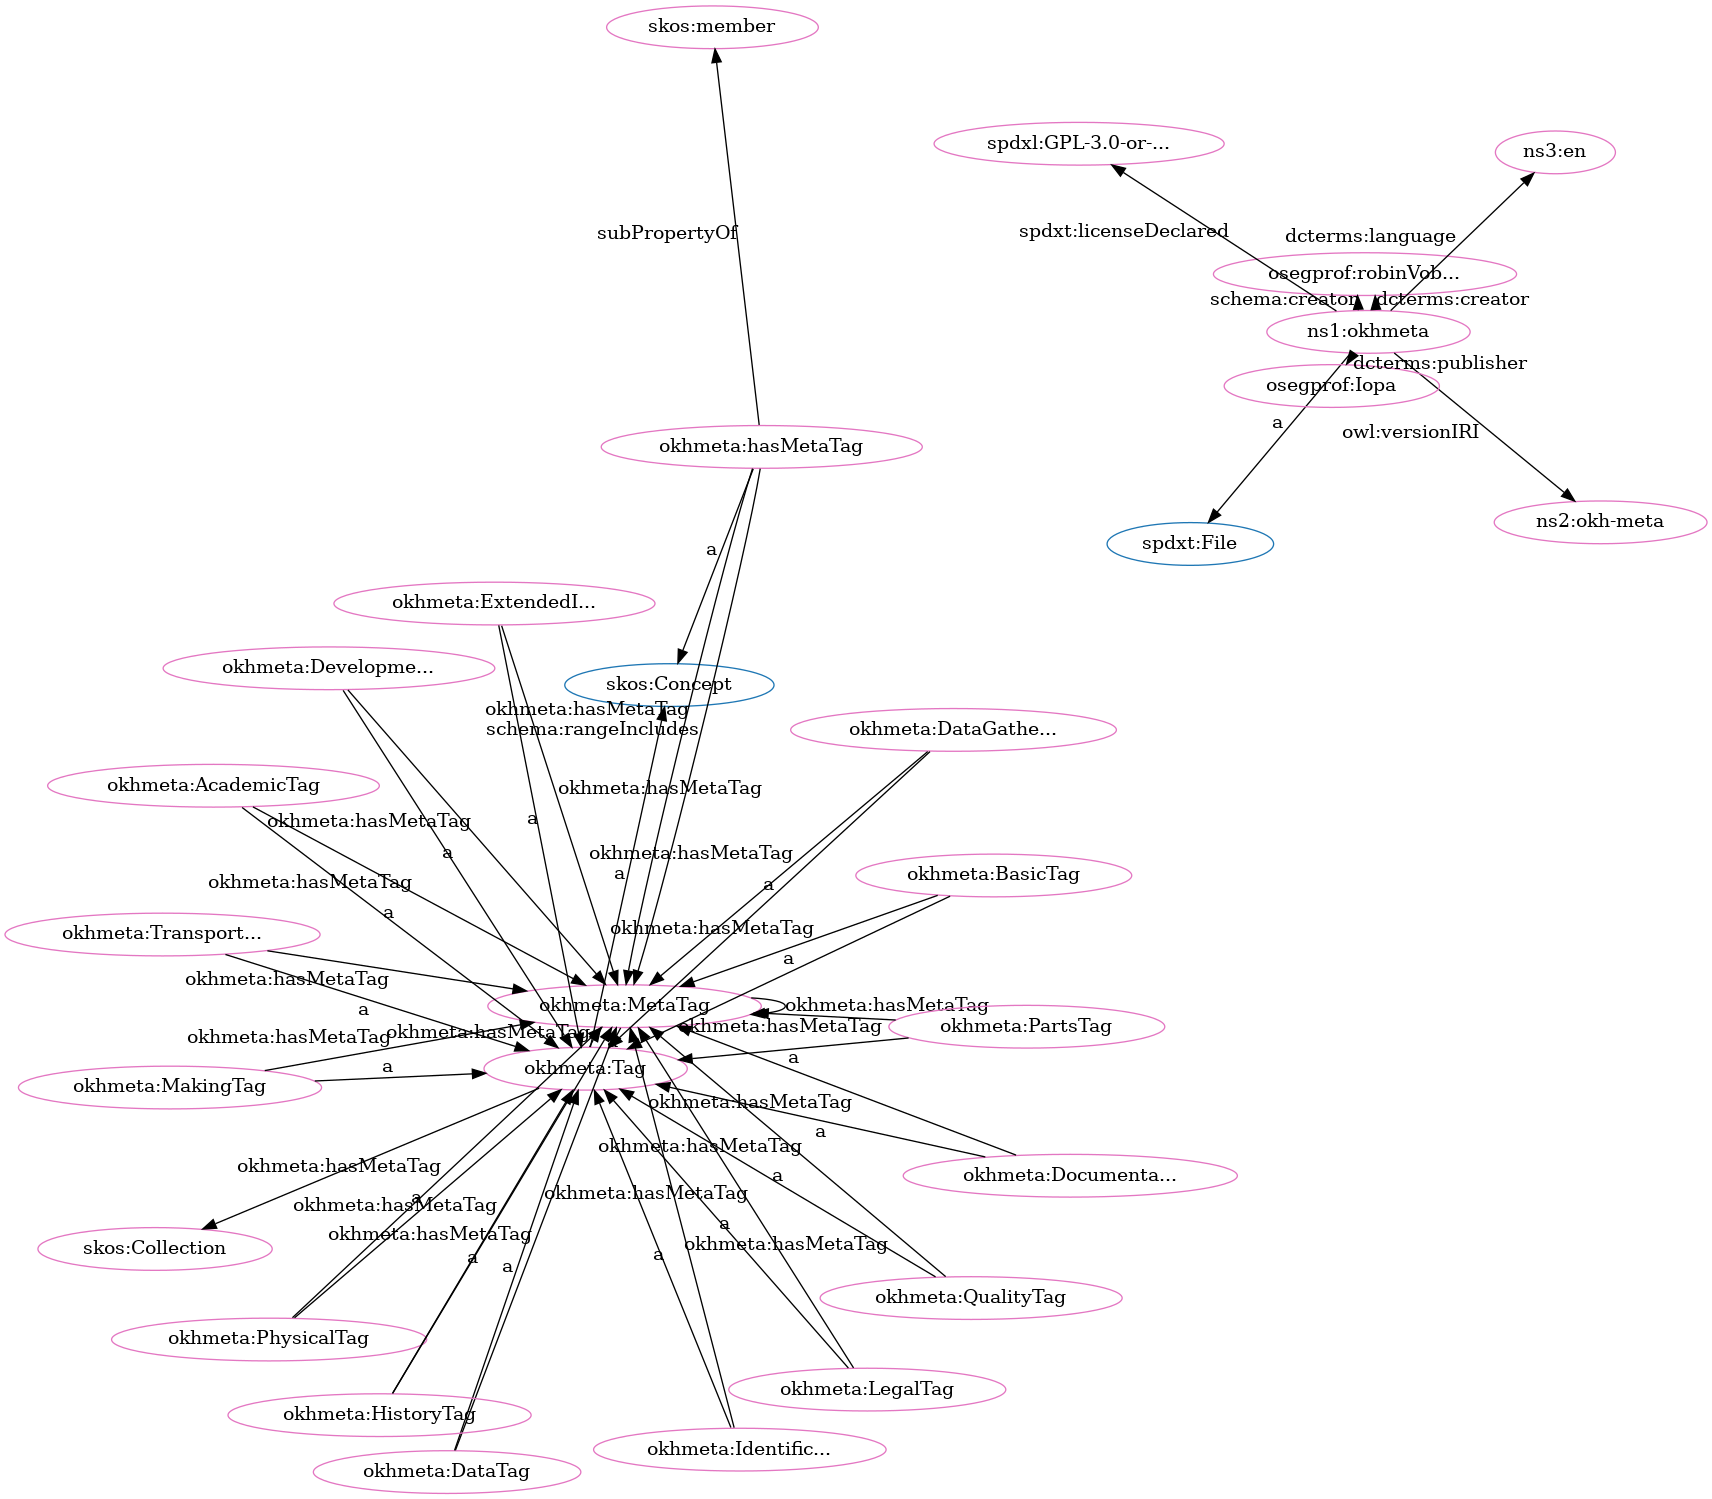 skos:member
spdxl:GPL-3.0-or-...
ns3:en
subPropertyOf
spdxt:licenseDeclared
dcterms:language
osegprof:robinVob...
schema:creator
dcterms:creator
ns1:okhmeta
dcterms:publisher
osegprof:Iopa
a
owl:versionIRI
okhmeta:hasMetaTag
ns2:okh-meta
spdxt:File
a
okhmeta:ExtendedI...
okhmeta:Developme...
skos:Concept
okhmeta:hasMetaTag
schema:rangeIncludes
okhmeta:DataGathe...
okhmeta:AcademicTag
okhmeta:hasMetaTag
okhmeta:hasMetaTag
a
a
okhmeta:hasMetaTag
okhmeta:hasMetaTag
a
a
okhmeta:BasicTag
a
okhmeta:Transport...
okhmeta:hasMetaTag
a
okhmeta:hasMetaTag
a
okhmeta:MetaTag
okhmeta:hasMetaTag
okhmeta:hasMetaTag
okhmeta:hasMetaTag
okhmeta:hasMetaTag
okhmeta:PartsTag
a
a
okhmeta:Tag
okhmeta:MakingTag
okhmeta:hasMetaTag
a
okhmeta:hasMetaTag
okhmeta:hasMetaTag
a
okhmeta:Documenta...
okhmeta:hasMetaTag
a
okhmeta:hasMetaTag
okhmeta:hasMetaTag
a
okhmeta:hasMetaTag
skos:Collection
a
a
a
okhmeta:QualityTag
okhmeta:PhysicalTag
okhmeta:LegalTag
okhmeta:HistoryTag
okhmeta:Identific...
okhmeta:DataTag